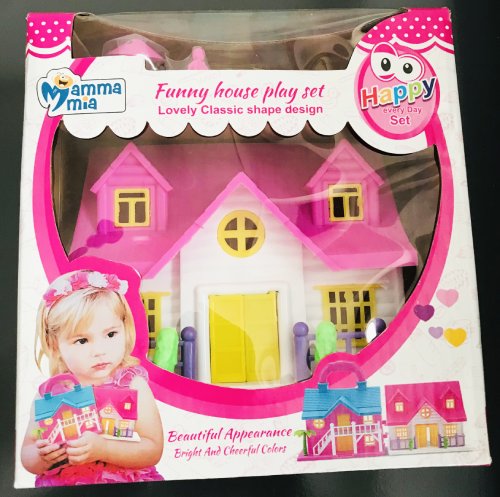 Mamma
mia
Funny house play set
Lovely Classic shape design
Happy
every Day
Set
Beautiful Appearance
Bright And Cheerful Colors